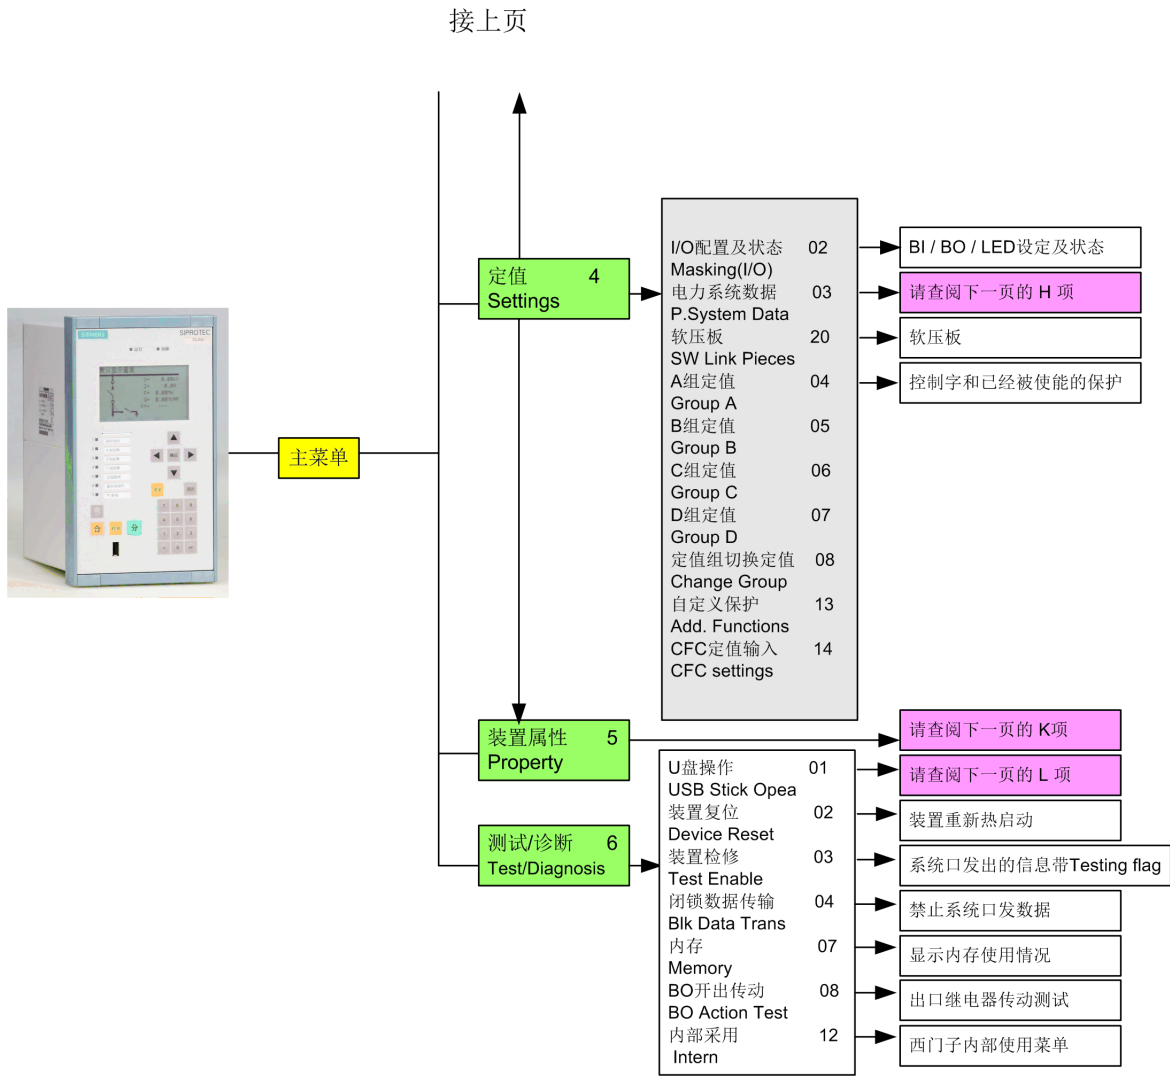 接上页
SIEMENS
SIPROTEC
主菜单
定值 4
Settings
I/O配置及状态 02
Masking(I/O)
电力系统数据 03
P.System Data
软压板 20
SW Link Pieces
A组定值 04
Group A
B组定值 05
Group B
C组定值 06
Group C
D组定值 07
Group D
定值组切换定值 08
Change Group
自定义保护 13
Add. Functions
CFC定值输入 14
CFC settings
BI / BO / LED设定及状态
请查阅下一页的 H 项
软压板
控制字和已经被使能的保护
装置属性 5
Property
请查阅下一页的 K项
测试/诊断 6
Test/Diagnosis
U盘操作 01
USB Stick Opea
装置复位 02
Device Reset
装置检修 03
Test Enable
闭锁数据传输 04
Blk Data Trans
内存 07
Memory
BO开出传动 08
BO Action Test
内部采用 12
Intern
请查阅下一页的 L 项
装置重新热启动
系统口发出的信息带Testing flag
禁止系统口发数据
显示内存使用情况
出口继电器传动测试
西门子内部使用菜单
合
分